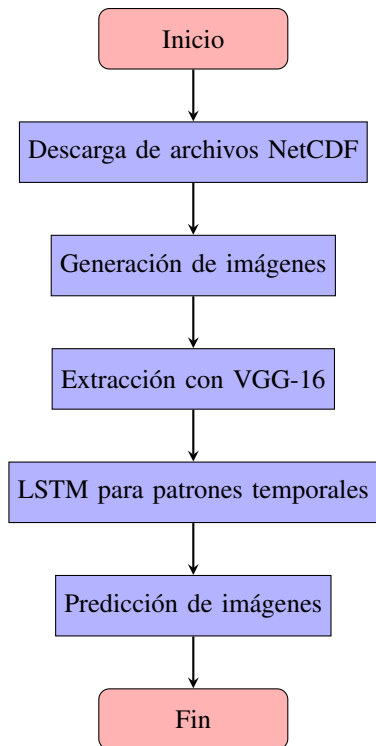 Inicio
Descarga de archivos NetCDF
Generación de imágenes
Extracción con VGG-16
LSTM para patrones temporales
Predicción de imágenes
Fin